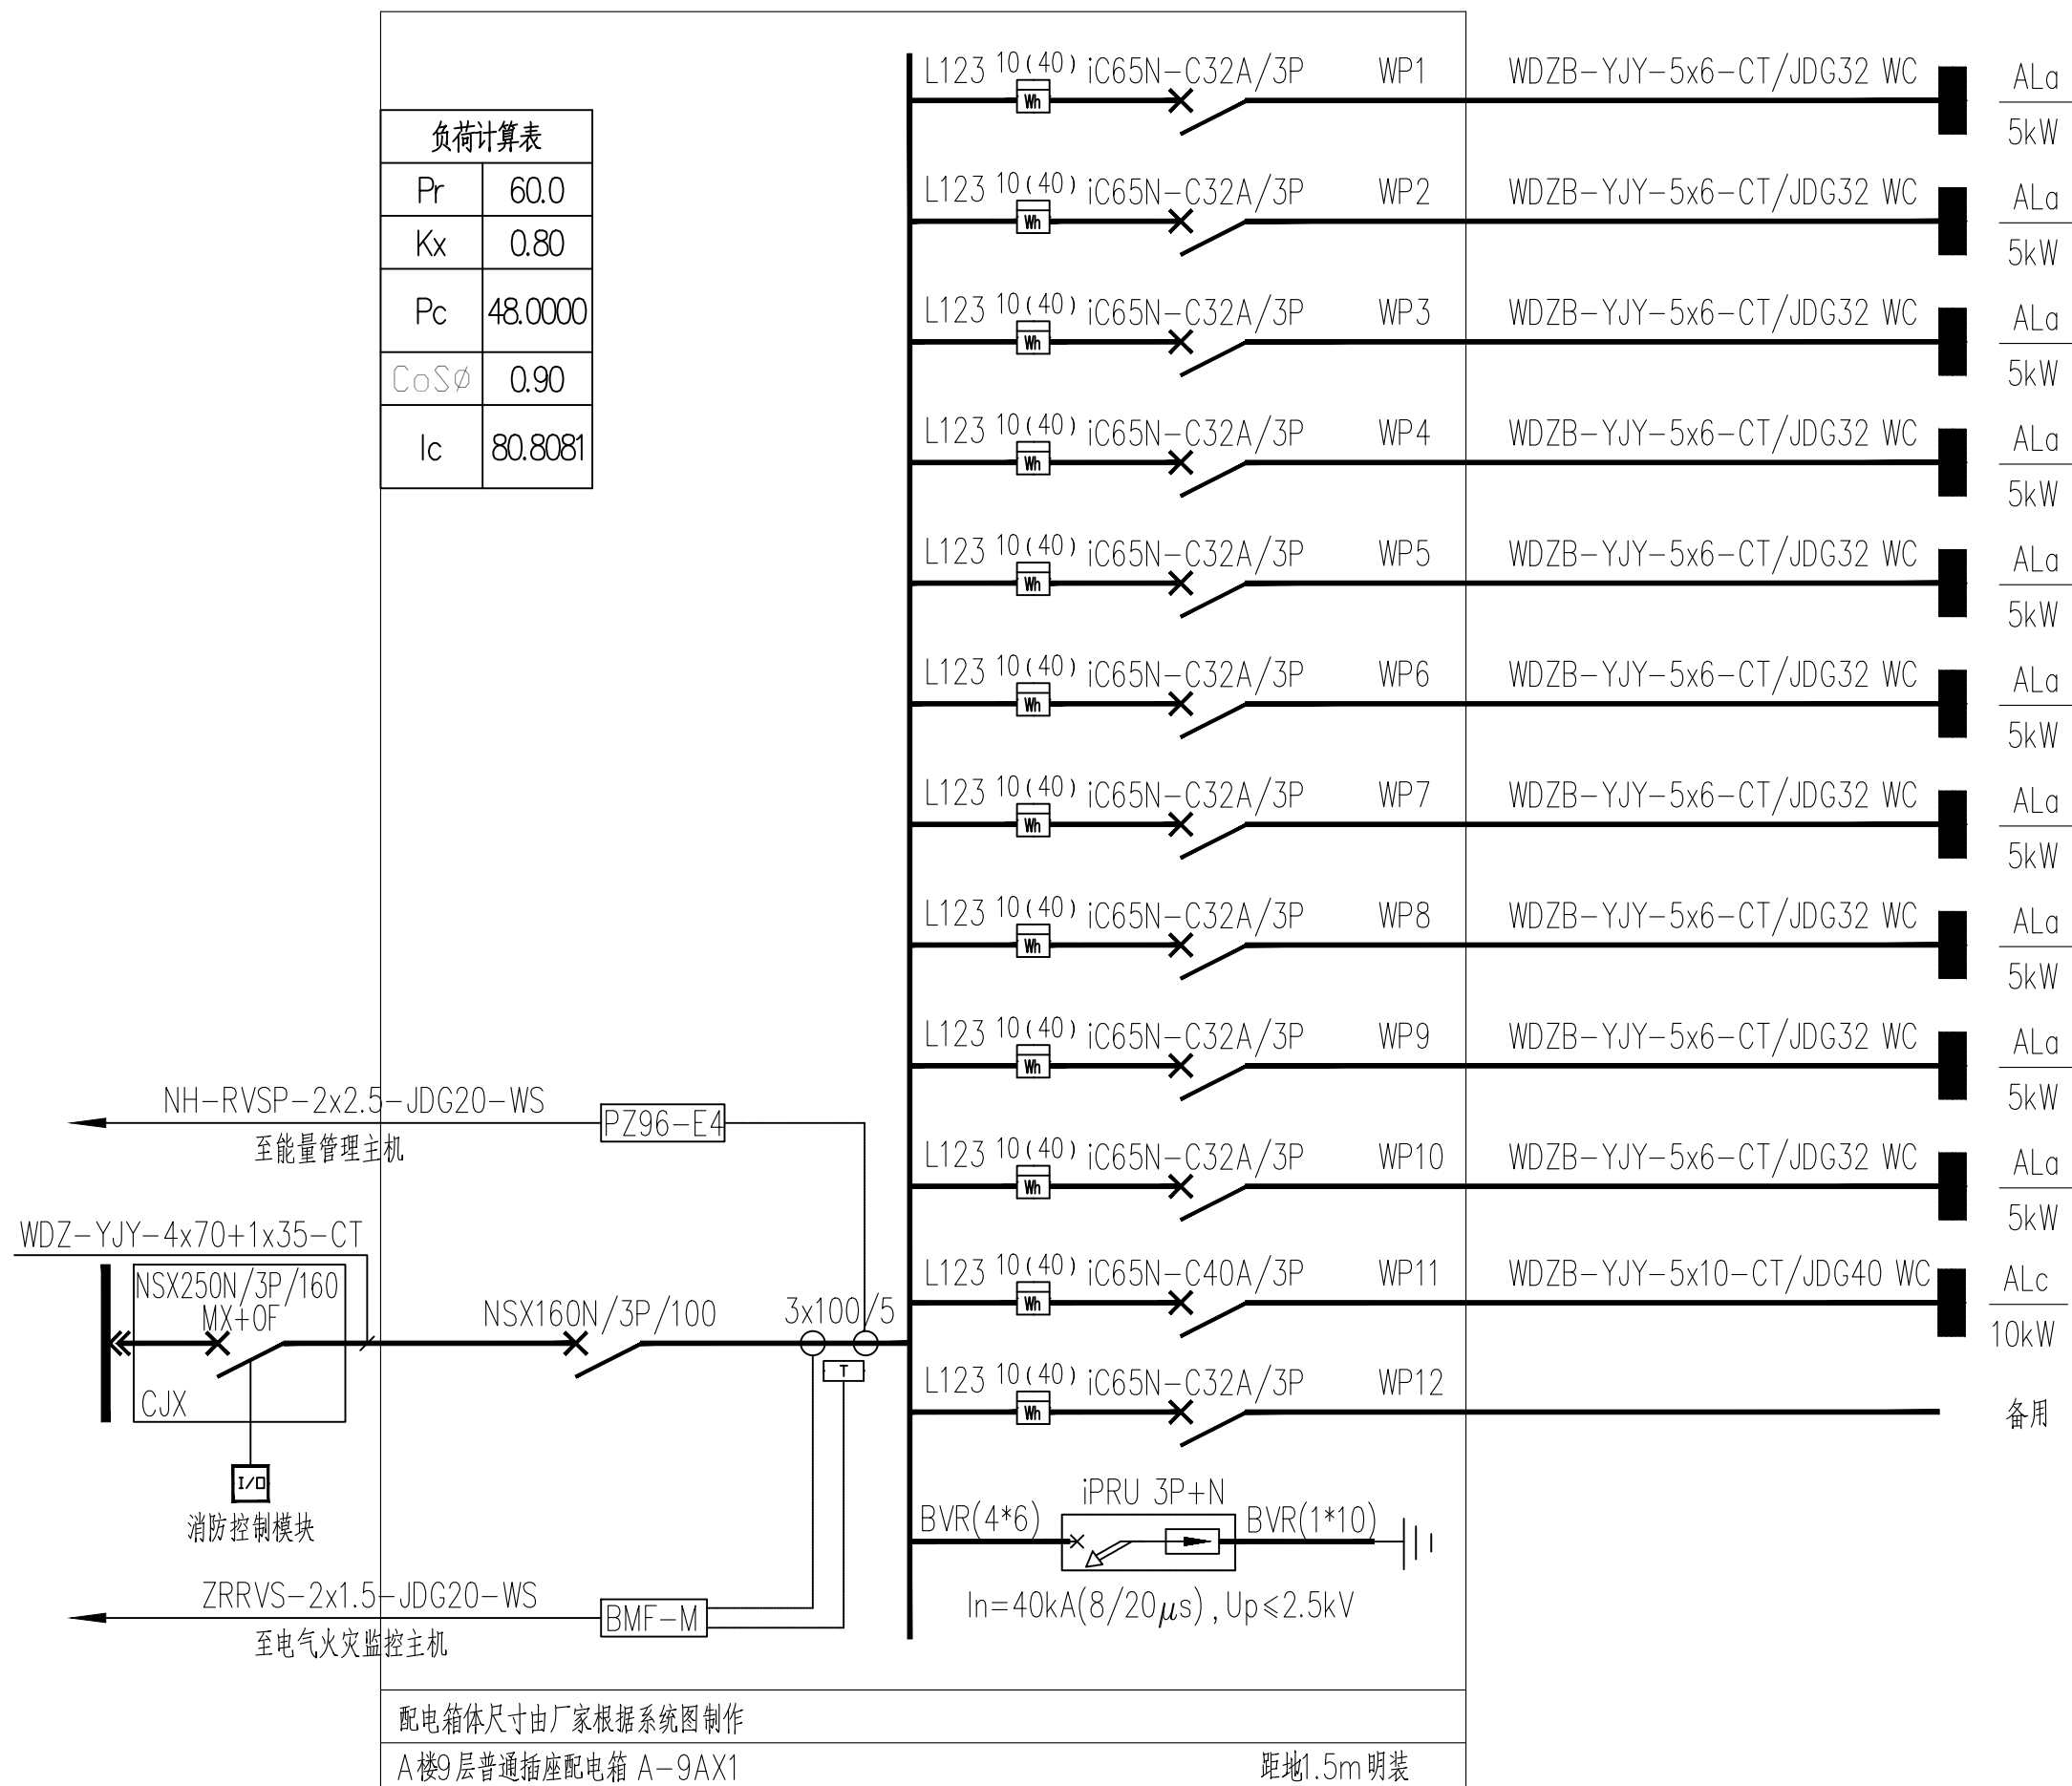 负荷计算表
Pr 60.0
Kx 0.80
Pc 48.0000
CoSø 0.90
Ic 80.8081
L123 10(40) iC65N-C32A/3P WP1 WDZB-YJY-5x6-CT/JDG32 WC ALa
Wh
5kW
L123 10(40) iC65N-C32A/3P WP2 WDZB-YJY-5x6-CT/JDG32 WC ALa
Wh
5kW
L123 10(40) iC65N-C32A/3P WP3 WDZB-YJY-5x6-CT/JDG32 WC ALa
Wh
5kW
L123 10(40) iC65N-C32A/3P WP4 WDZB-YJY-5x6-CT/JDG32 WC ALa
Wh
5kW
L123 10(40) iC65N-C32A/3P WP5 WDZB-YJY-5x6-CT/JDG32 WC ALa
Wh
5kW
L123 10(40) iC65N-C32A/3P WP6 WDZB-YJY-5x6-CT/JDG32 WC ALa
Wh
5kW
L123 10(40) iC65N-C32A/3P WP7 WDZB-YJY-5x6-CT/JDG32 WC ALa
Wh
5kW
L123 10(40) iC65N-C32A/3P WP8 WDZB-YJY-5x6-CT/JDG32 WC ALa
Wh
5kW
L123 10(40) iC65N-C32A/3P WP9 WDZB-YJY-5x6-CT/JDG32 WC ALa
Wh
5kW
L123 10(40) iC65N-C32A/3P WP10 WDZB-YJY-5x6-CT/JDG32 WC ALa
Wh
5kW
L123 10(40) iC65N-C40A/3P WP11 WDZB-YJY-5x10-CT/JDG40 WC ALc
Wh
10kW
L123 10(40) iC65N-C32A/3P WP12
Wh
备用
NH-RVSP-2x2.5-JDG20-WS
PZ96-E4
至能量管理主机
WDZ-YJY-4x70+1x35-CT
NSX250N/3P/160
MX+OF
CJX
NSX160N/3P/100
3x100/5
T
I/O
消防控制模块
ZRRVS-2x1.5-JDG20-WS
BMF-M
至电气火灾监控主机
iPRU 3P+N
BVR(4*6) BVR(1*10)
In=40kA(8/20μs),Up≤2.5kV
配电箱体尺寸由厂家根据系统图制作
A楼9层普通插座配电箱 A-9AX1 距地1.5m明装